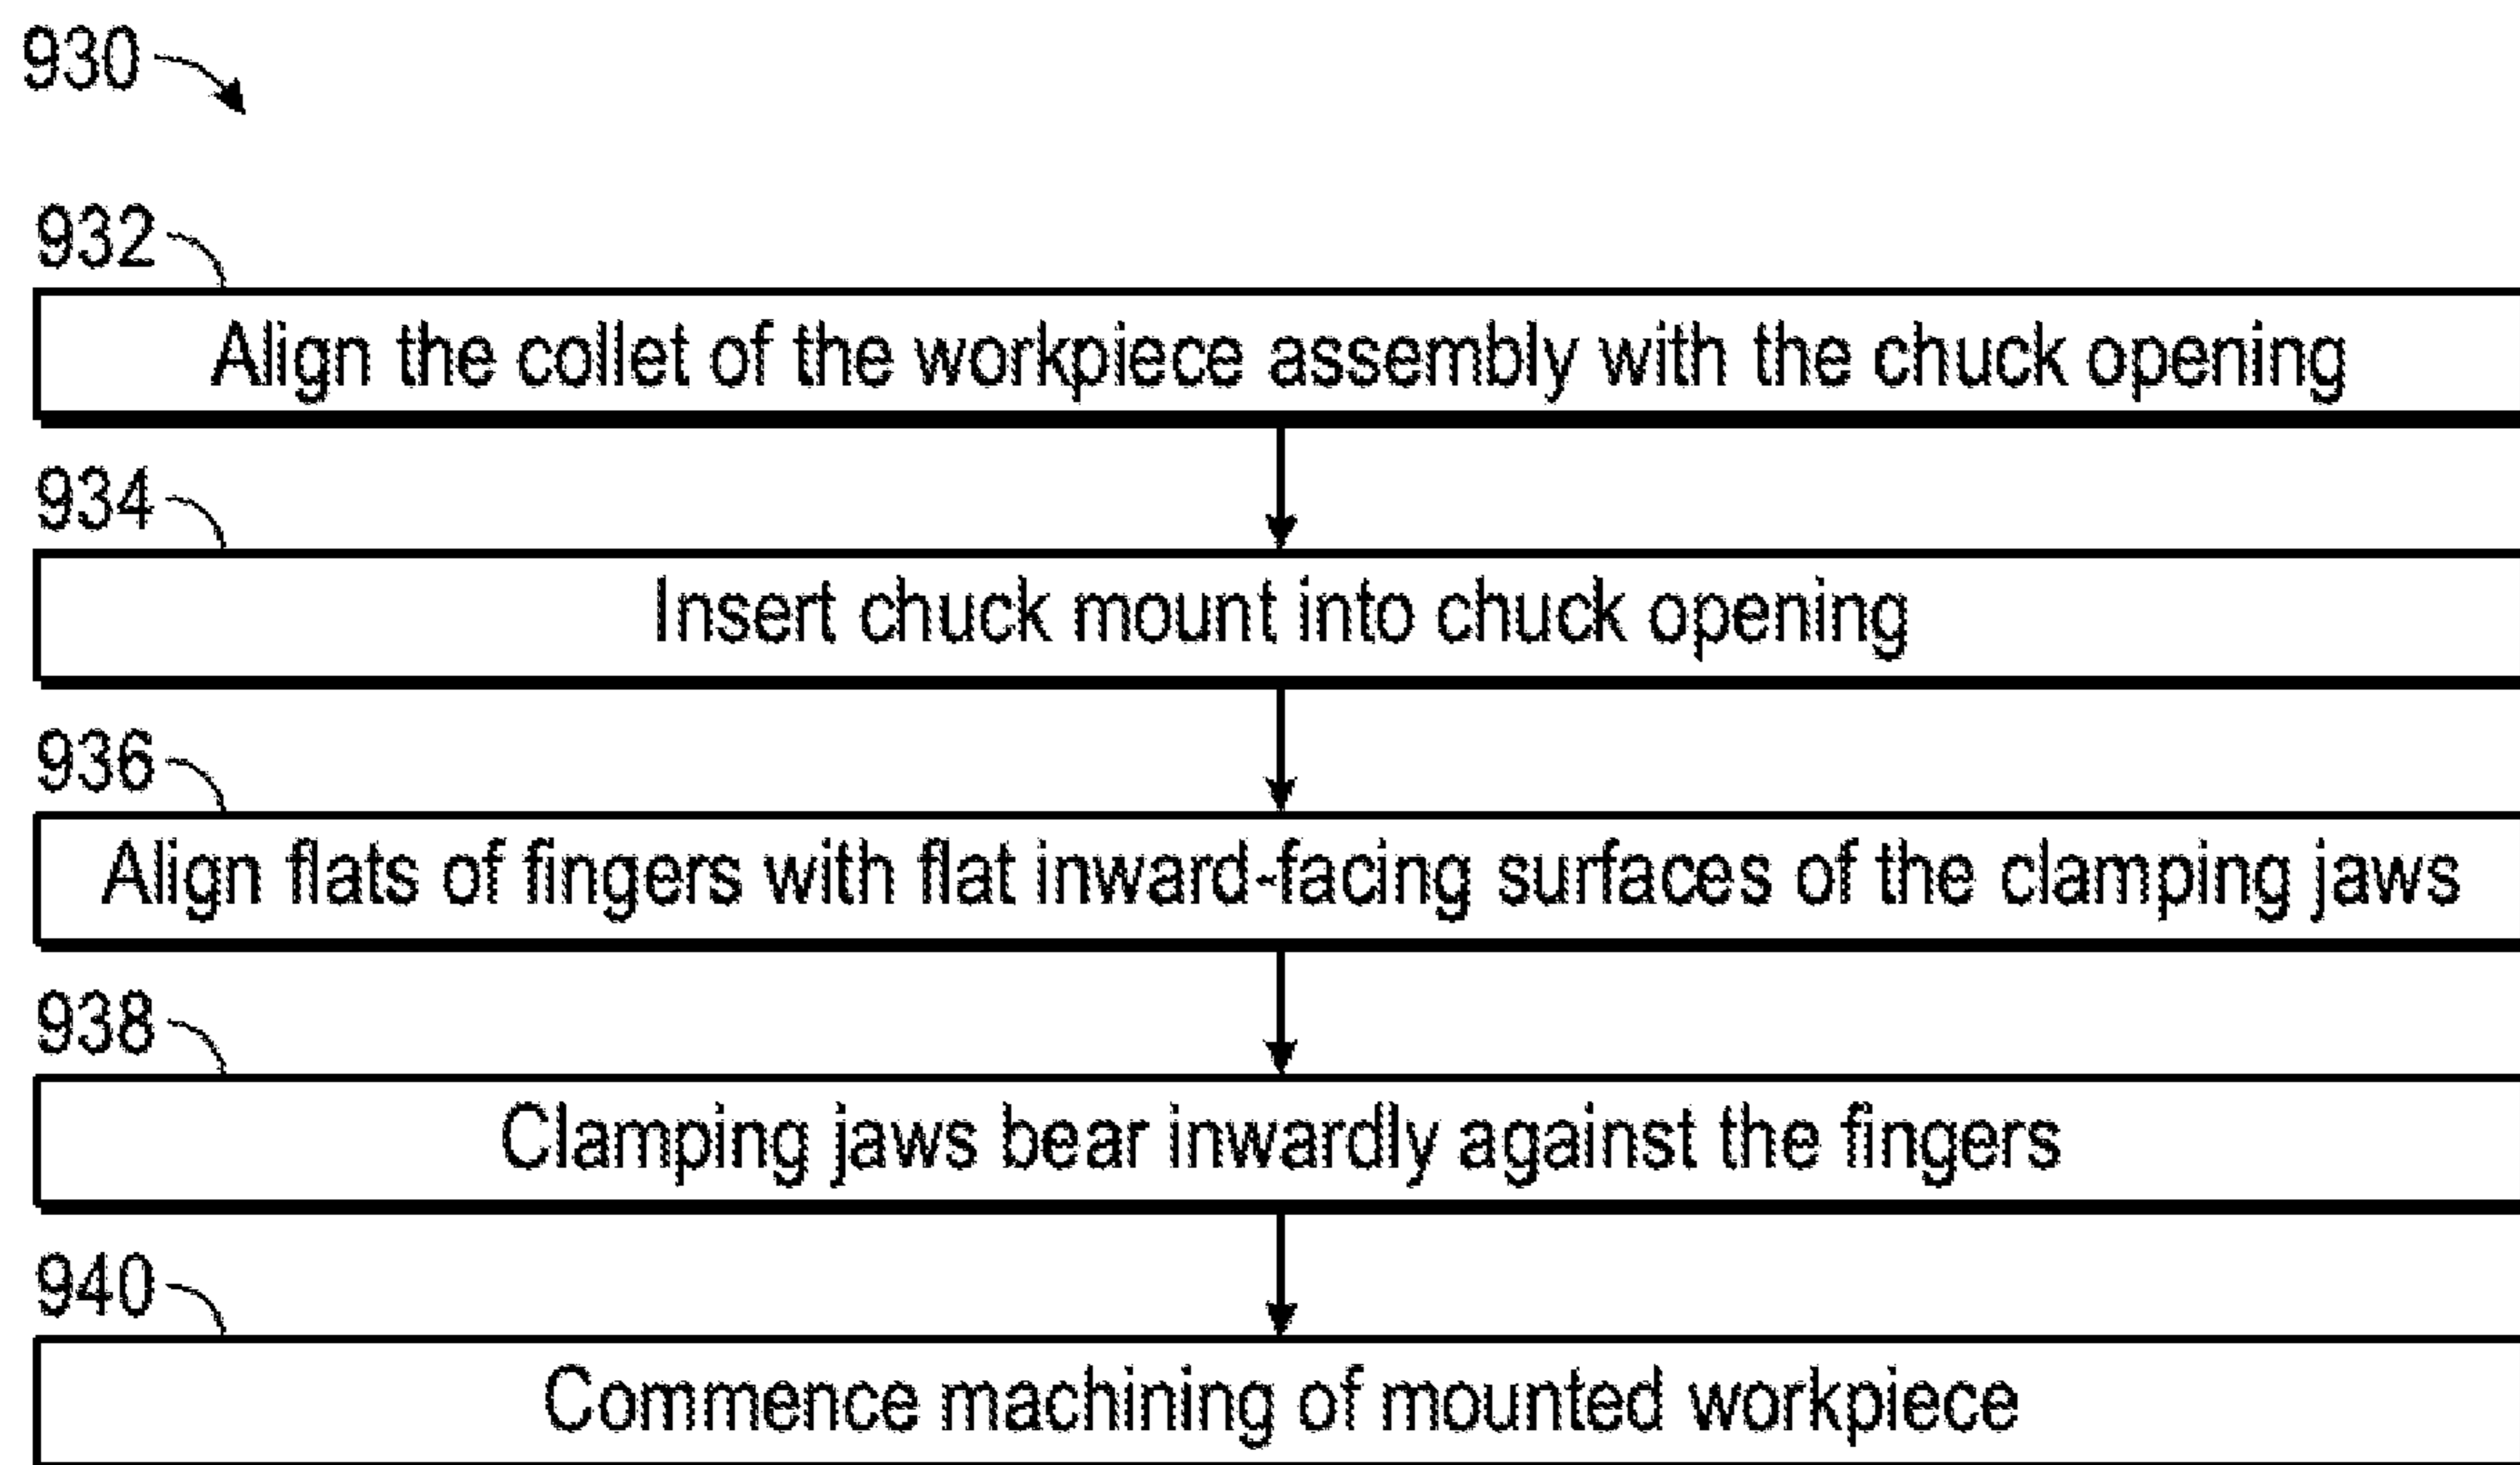 930
932
Align the collet of the workpiece assembly with the chuck opening
934
Insert chuck mount into chuck opening
936
Align flats of fingers with flat inward-facing surfaces of the clamping jaws
938
Clamping jaws bear inwardly against the fingers
940
Commence machining of mounted workpiece